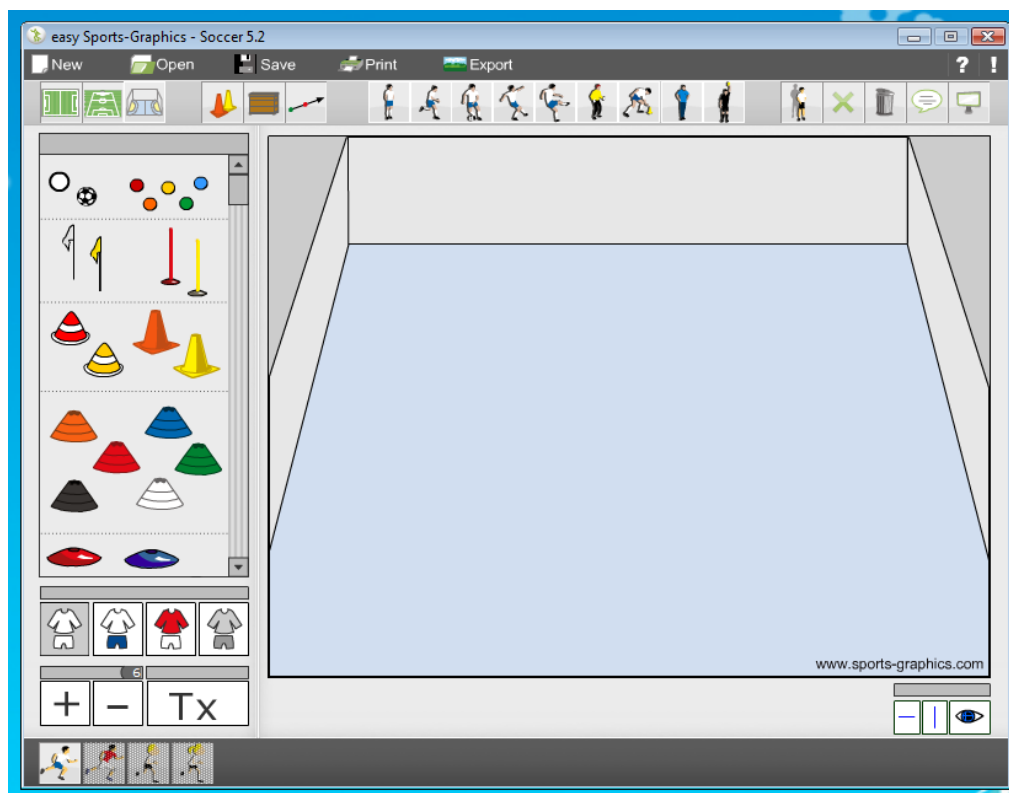 easy Sports-Graphics - Soccer 5.2
New Open Save Print Export ? !
www.sports-graphics.com
6
+ - Tx